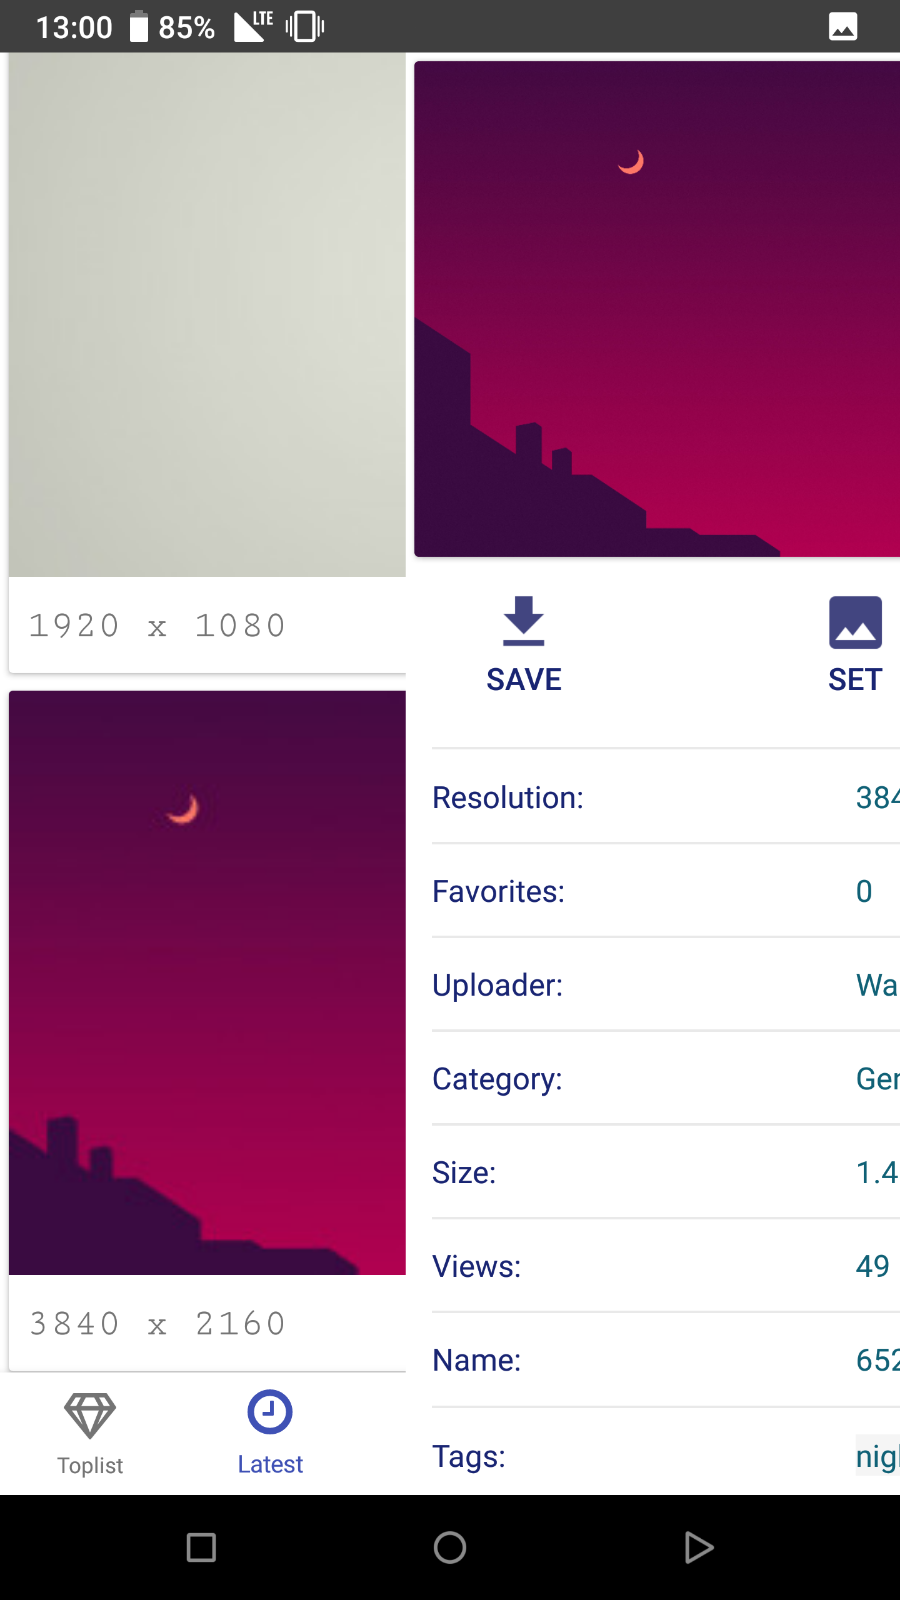 13:00 85% LTE
1920 x 1080
3840 x 2160
Toplist
Latest
SAVE
SET
Resolution: 384
Favorites: 0
Uploader: Wa
Category: Ger
Size: 1.4
Views: 49
Name: 652
Tags: nig